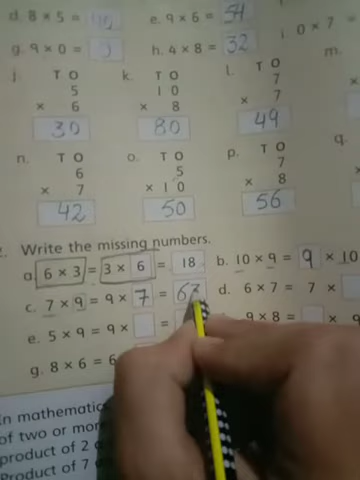 d. 8 × 5 = 40 e. 9 × 6 = 54
g. 9 × 0 = 0 h. 4 × 8 = 32 i. 0 × 7 =
j. T O k. T O l. T O m.
5 1 0 7
× 6 × 8 × 7
30 80 49
n. T O o. T O p. T O q.
6 5 7
× 7 × 1 0 × 8
42 50 56
Write the missing numbers.
a. 6 × 3 = 3 × 6 = 18 b. 10 × 9 = 9 × 10
c. 7 × 9 = 9 × 7 = 63 d. 6 × 7 = 7 ×
e. 5 × 9 = 9 × = 9 × 8 = × 9
g. 8 × 6 = 6
In mathematic
of two or mor
product of 2
Product of 7